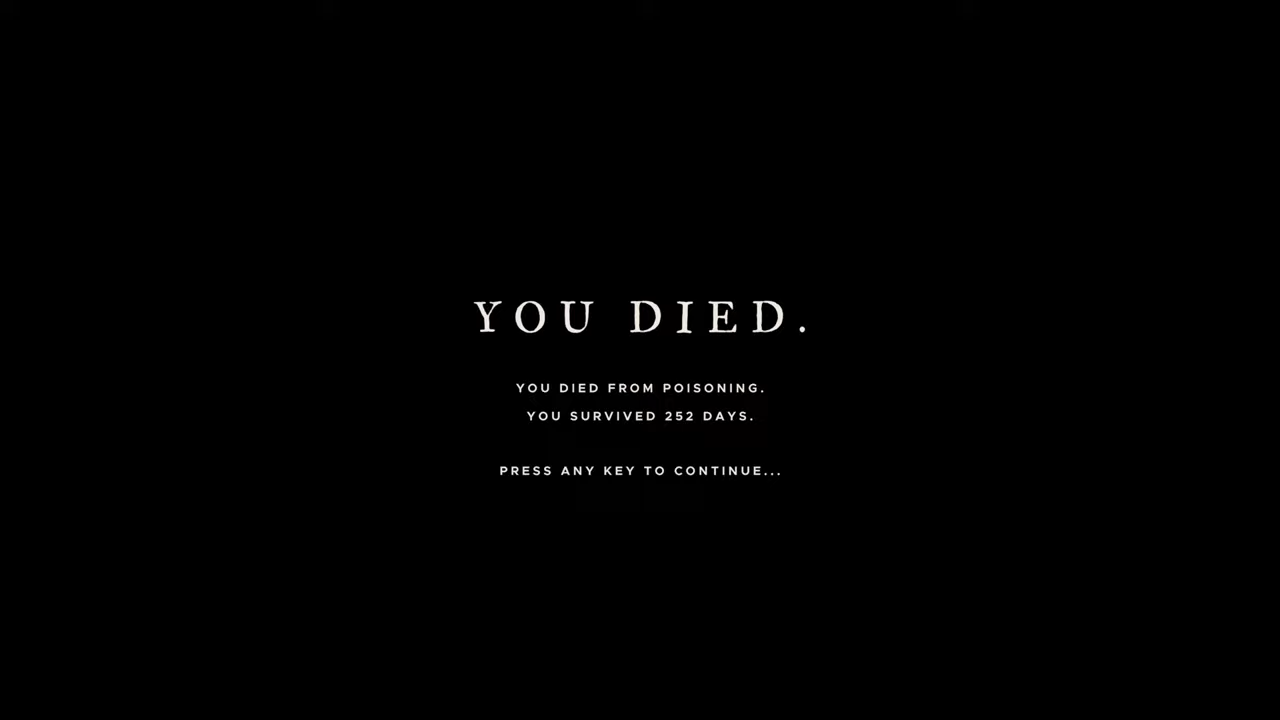 YOU DIED.
YOU DIED FROM POISONING.
YOU SURVIVED 252 DAYS.
PRESS ANY KEY TO CONTINUE...